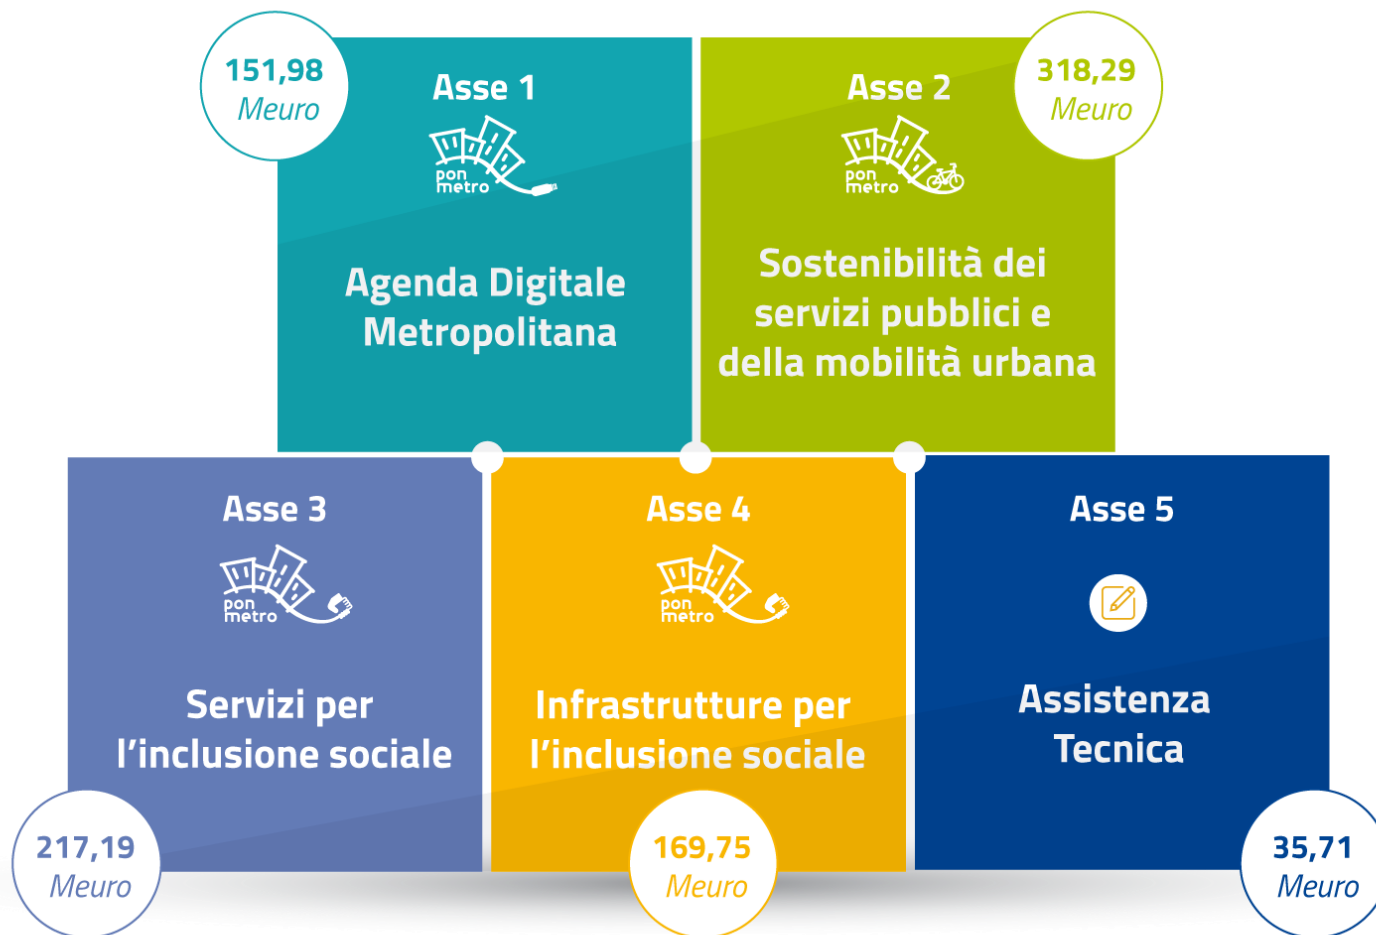 151,98
Meuro
Asse 1
pon
metro
Agenda Digitale
Metropolitana
318,29
Meuro
Asse 2
pon
metro
Sostenibilità dei
servizi pubblici e
della mobilità urbana
Asse 3
pon
metro
Servizi per
l’inclusione sociale
217,19
Meuro
Asse 4
pon
metro
Infrastrutture per
l’inclusione sociale
169,75
Meuro
Asse 5
Assistenza
Tecnica
35,71
Meuro